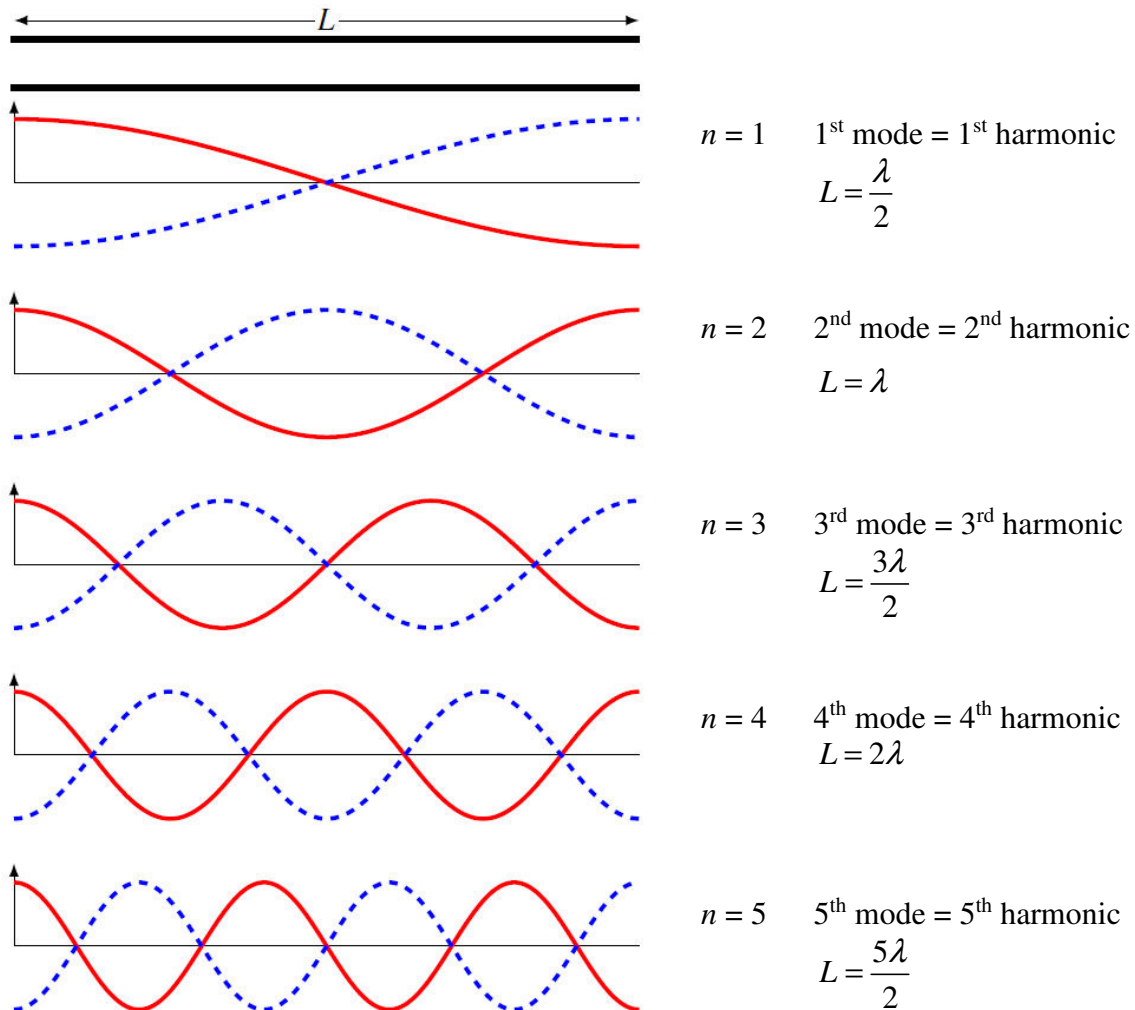 L
n = 1 1st mode = 1st harmonic
L = λ/2
n = 2 2nd mode = 2nd harmonic
L = λ
n = 3 3rd mode = 3rd harmonic
L = 3λ/2
n = 4 4th mode = 4th harmonic
L = 2λ
n = 5 5th mode = 5th harmonic
L = 5λ/2